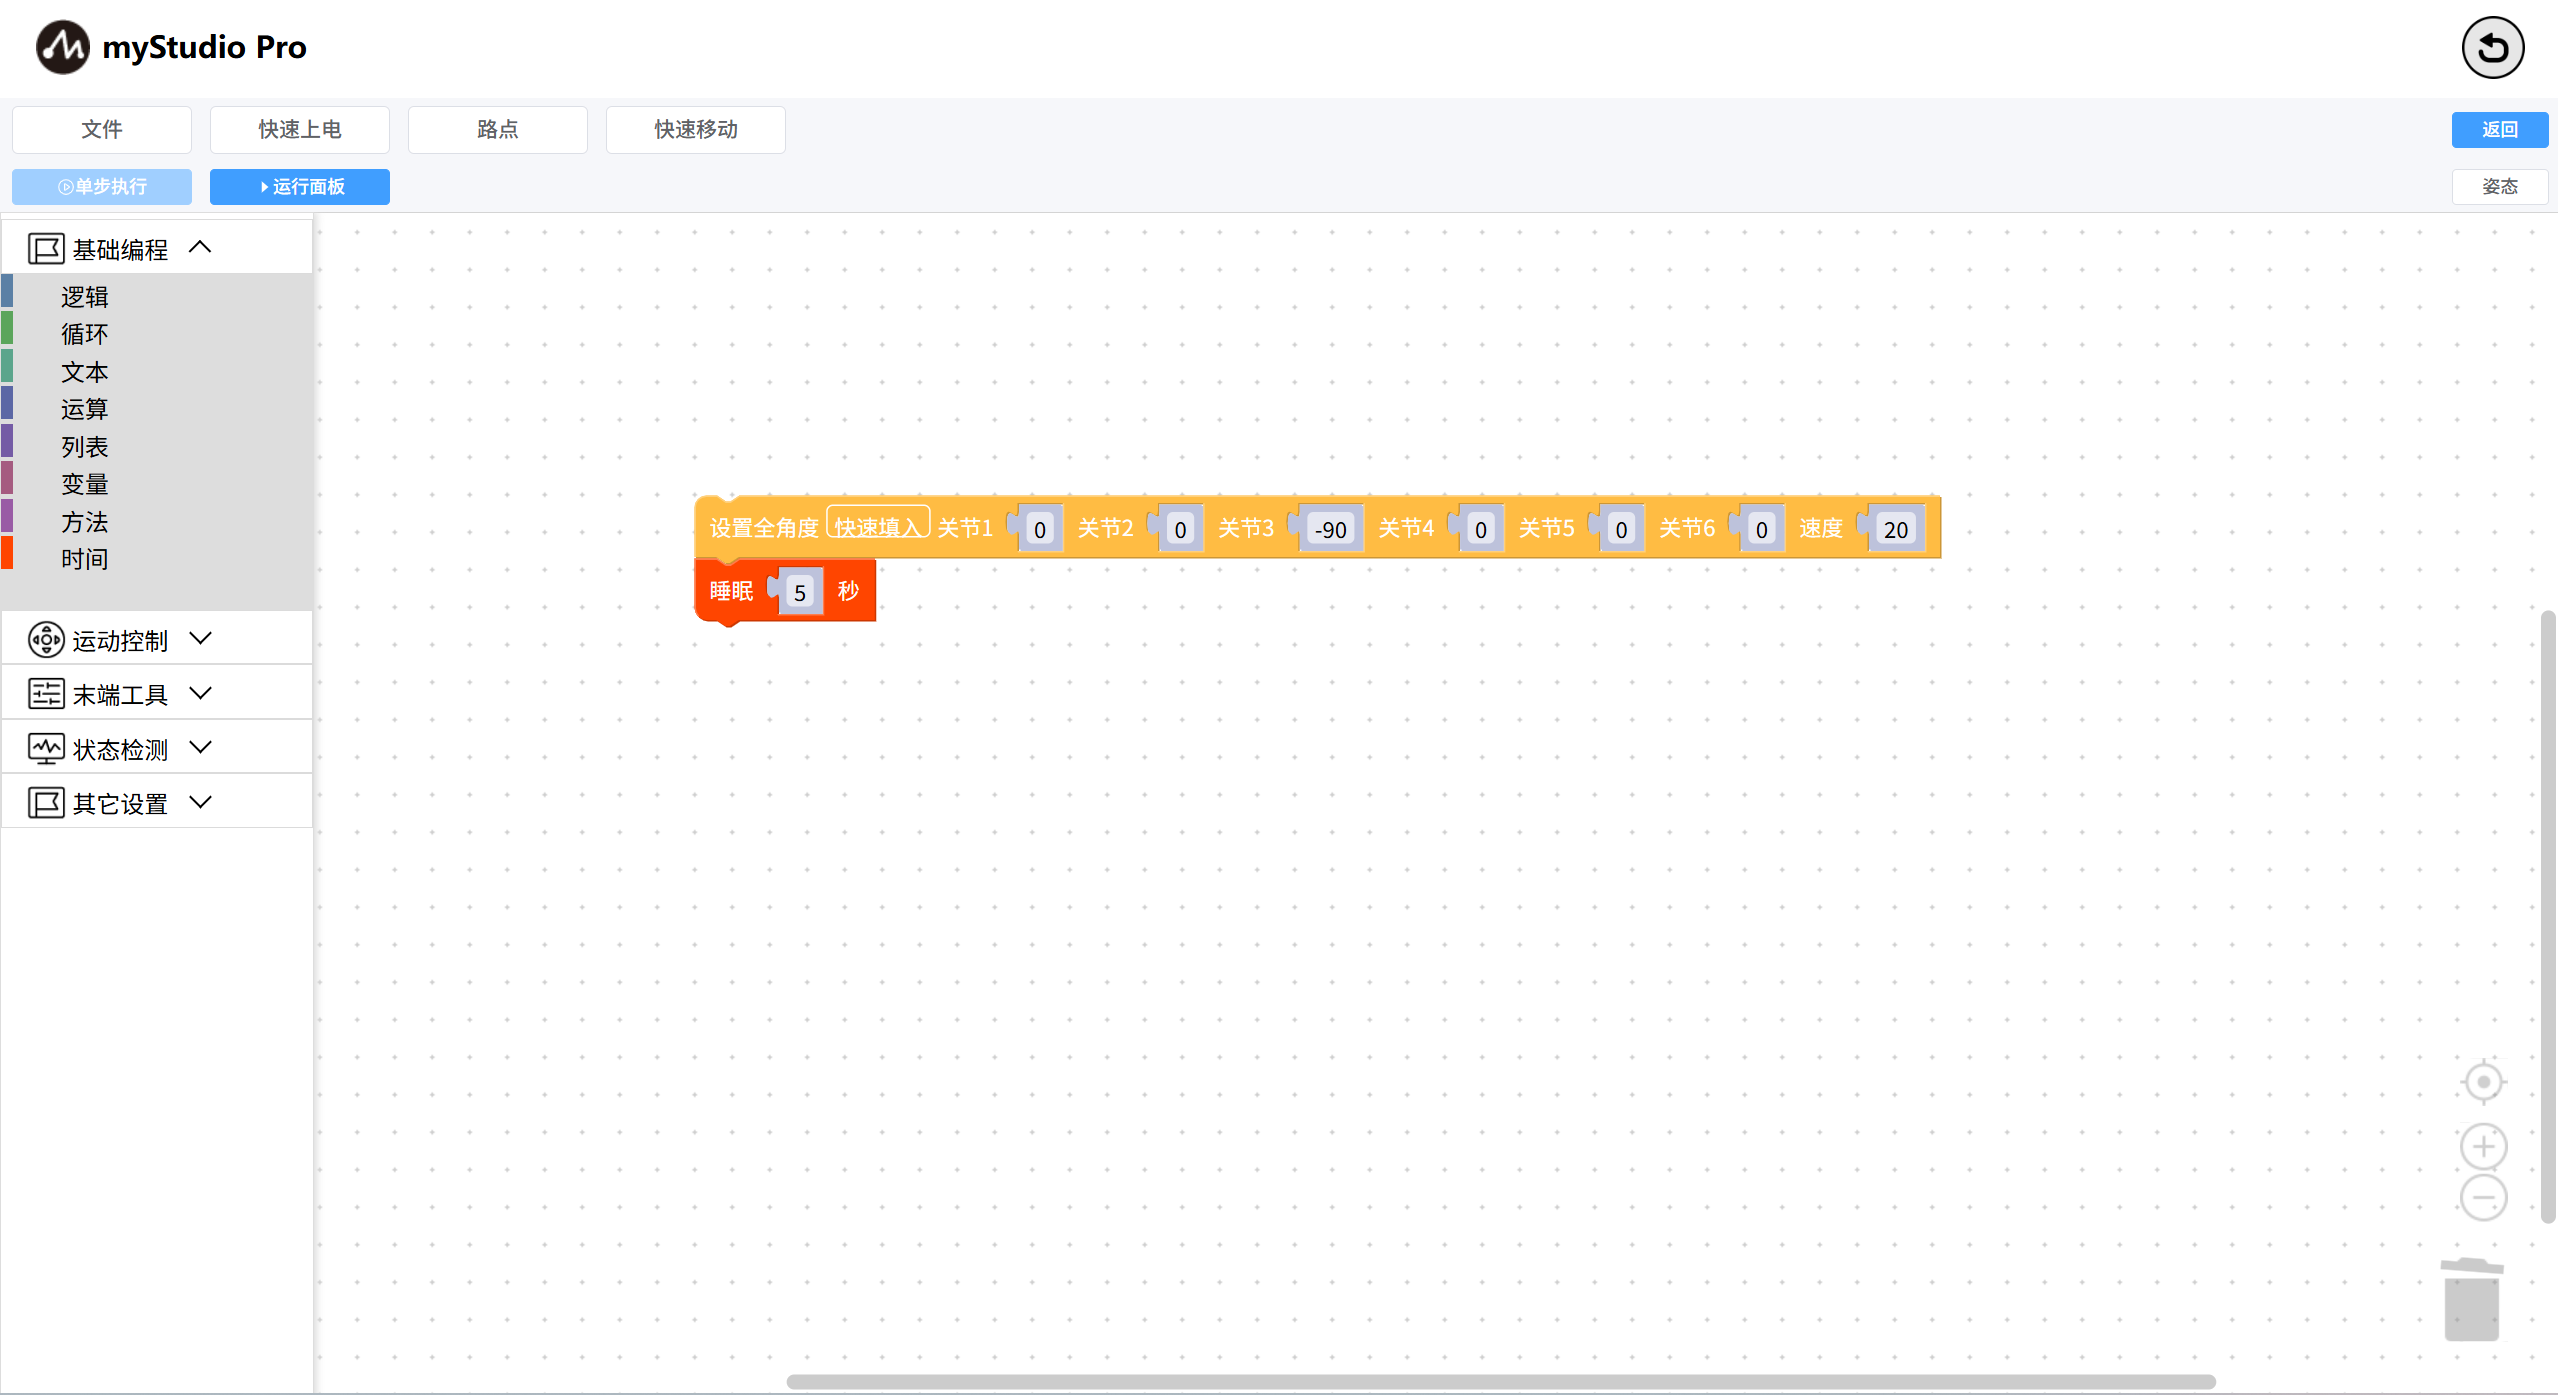 myStudio Pro
文件 快速上电 路点 快速移动 返回
单步执行 运行面板 姿态
基础编程
逻辑
循环
文本
运算
列表
变量
方法
时间
运动控制
末端工具
状态检测
其它设置
设置全角度 快速填入 关节1 0 关节2 0 关节3 -90 关节4 0 关节5 0 关节6 0 速度 20
睡眠 5 秒